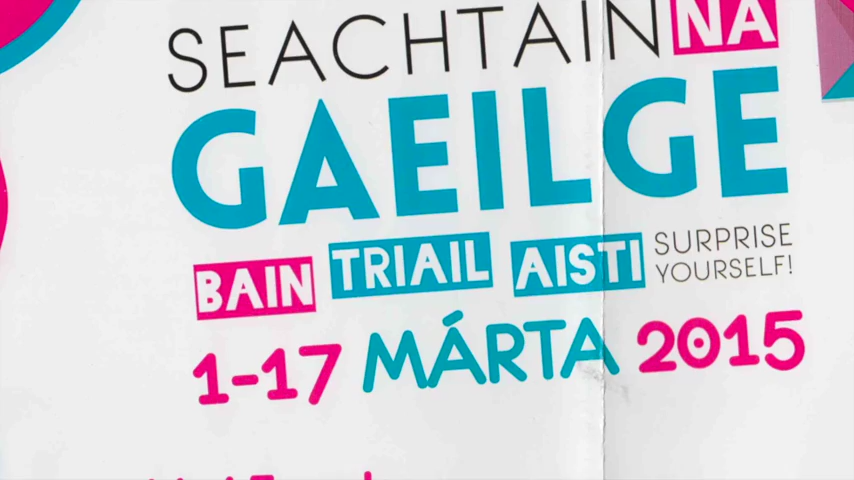 SEACHTAIN NA
GAEILGE
BAIN TRIAIL AISTI SURPRISE
YOURSELF!
1-17 MÁRTA 2015